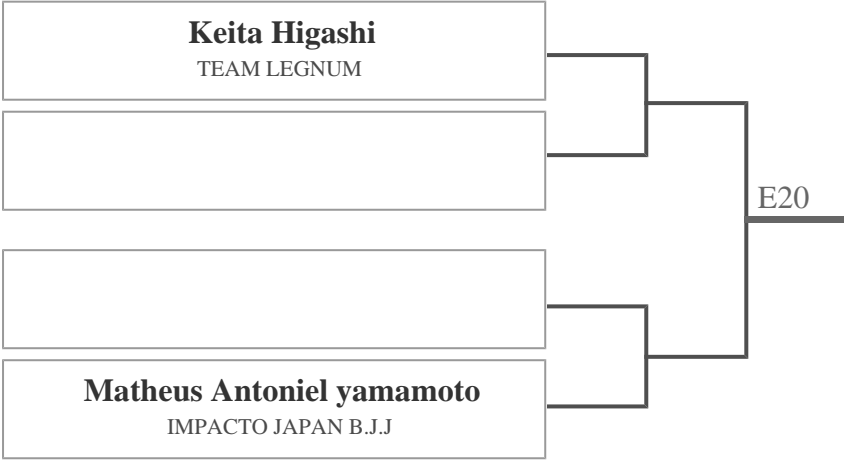 Keita Higashi
TEAM LEGNUM
E20
Matheus Antoniel yamamoto
IMPACTO JAPAN B.J.J